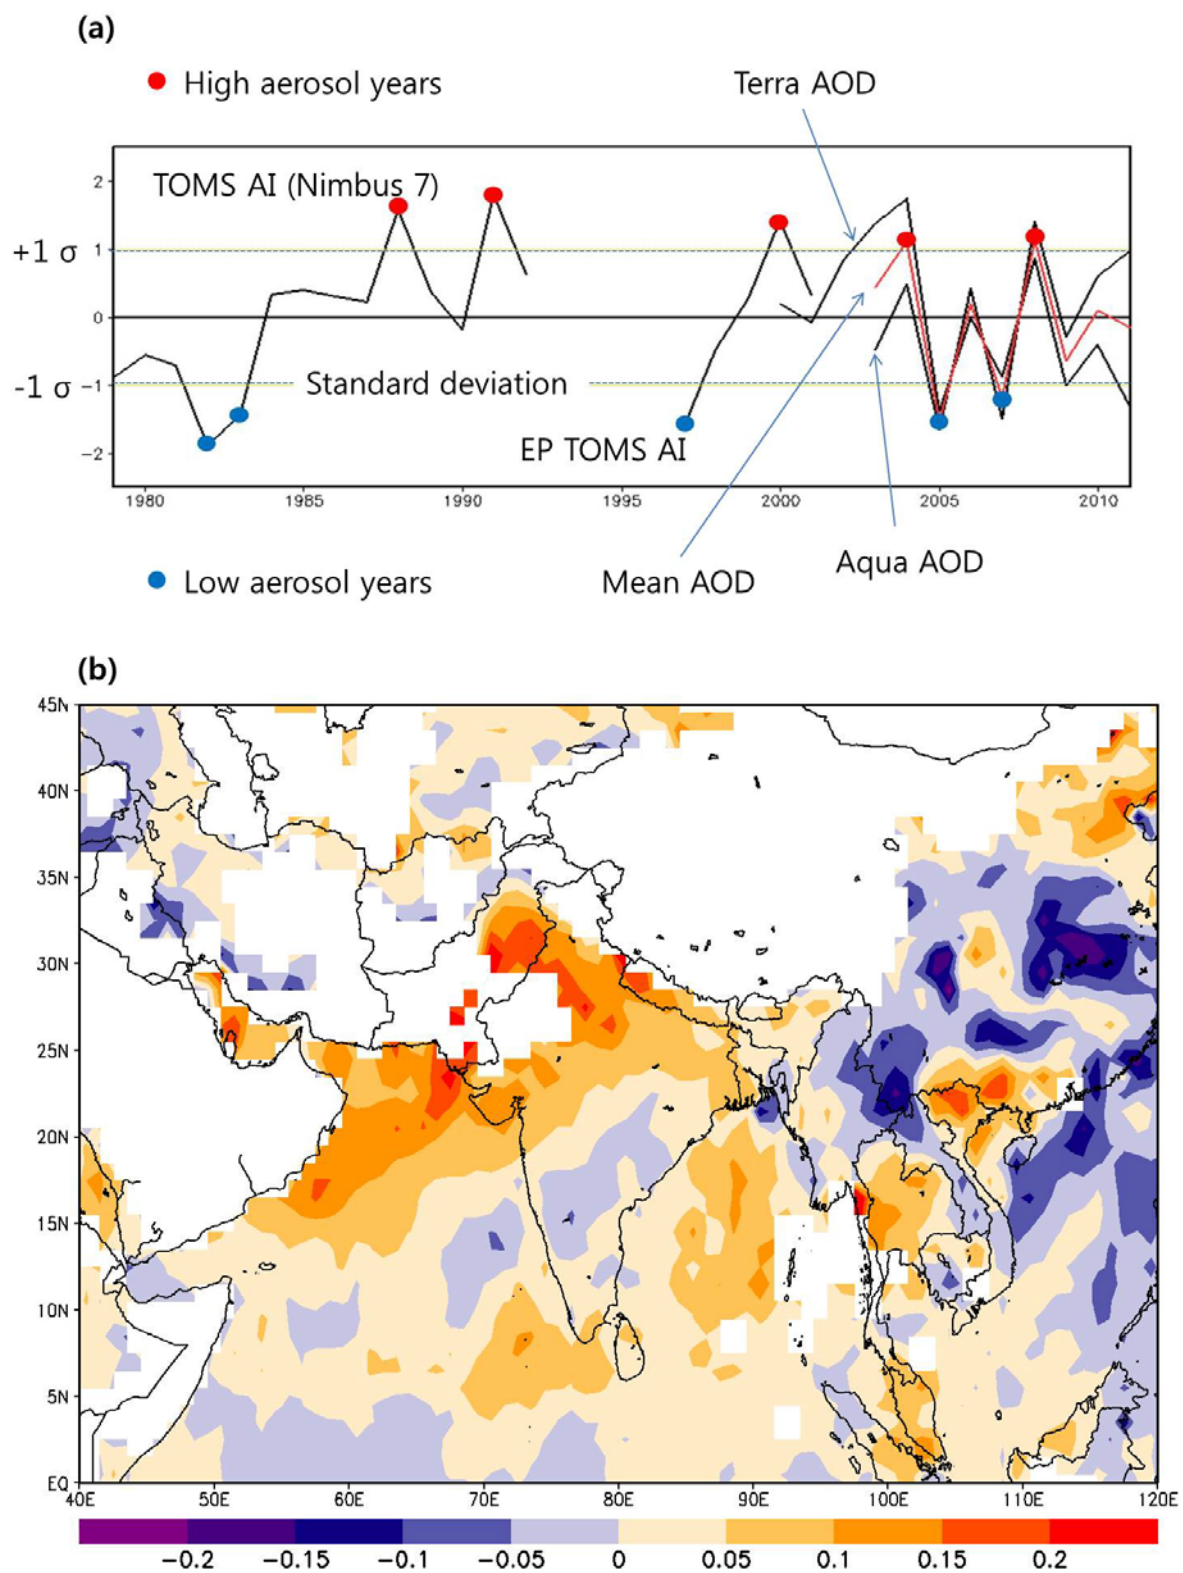 (a)
High aerosol years
Terra AOD
TOMS AI (Nimbus 7)
2
+1 σ
1
0
-1 σ
−1
Standard deviation
EP TOMS AI
−2
1980 1985 1990 1995 2000 2005 2010
Aqua AOD
Low aerosol years
Mean AOD
(b)
45N
40N
35N
30N
25N
20N
15N
10N
5N
EQ
40E 50E 60E 70E 80E 90E 100E 110E 120E
−0.2 −0.15 −0.1 −0.05 0 0.05 0.1 0.15 0.2